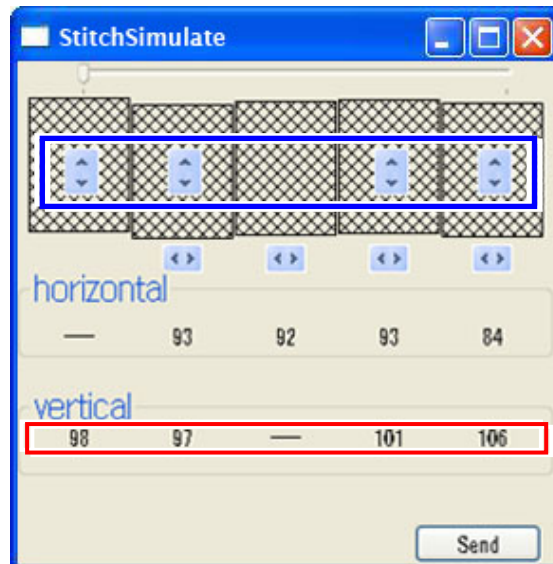 StitchSimulate
horizontal
— 93 92 93 84
vertical
98 97 — 101 106
Send